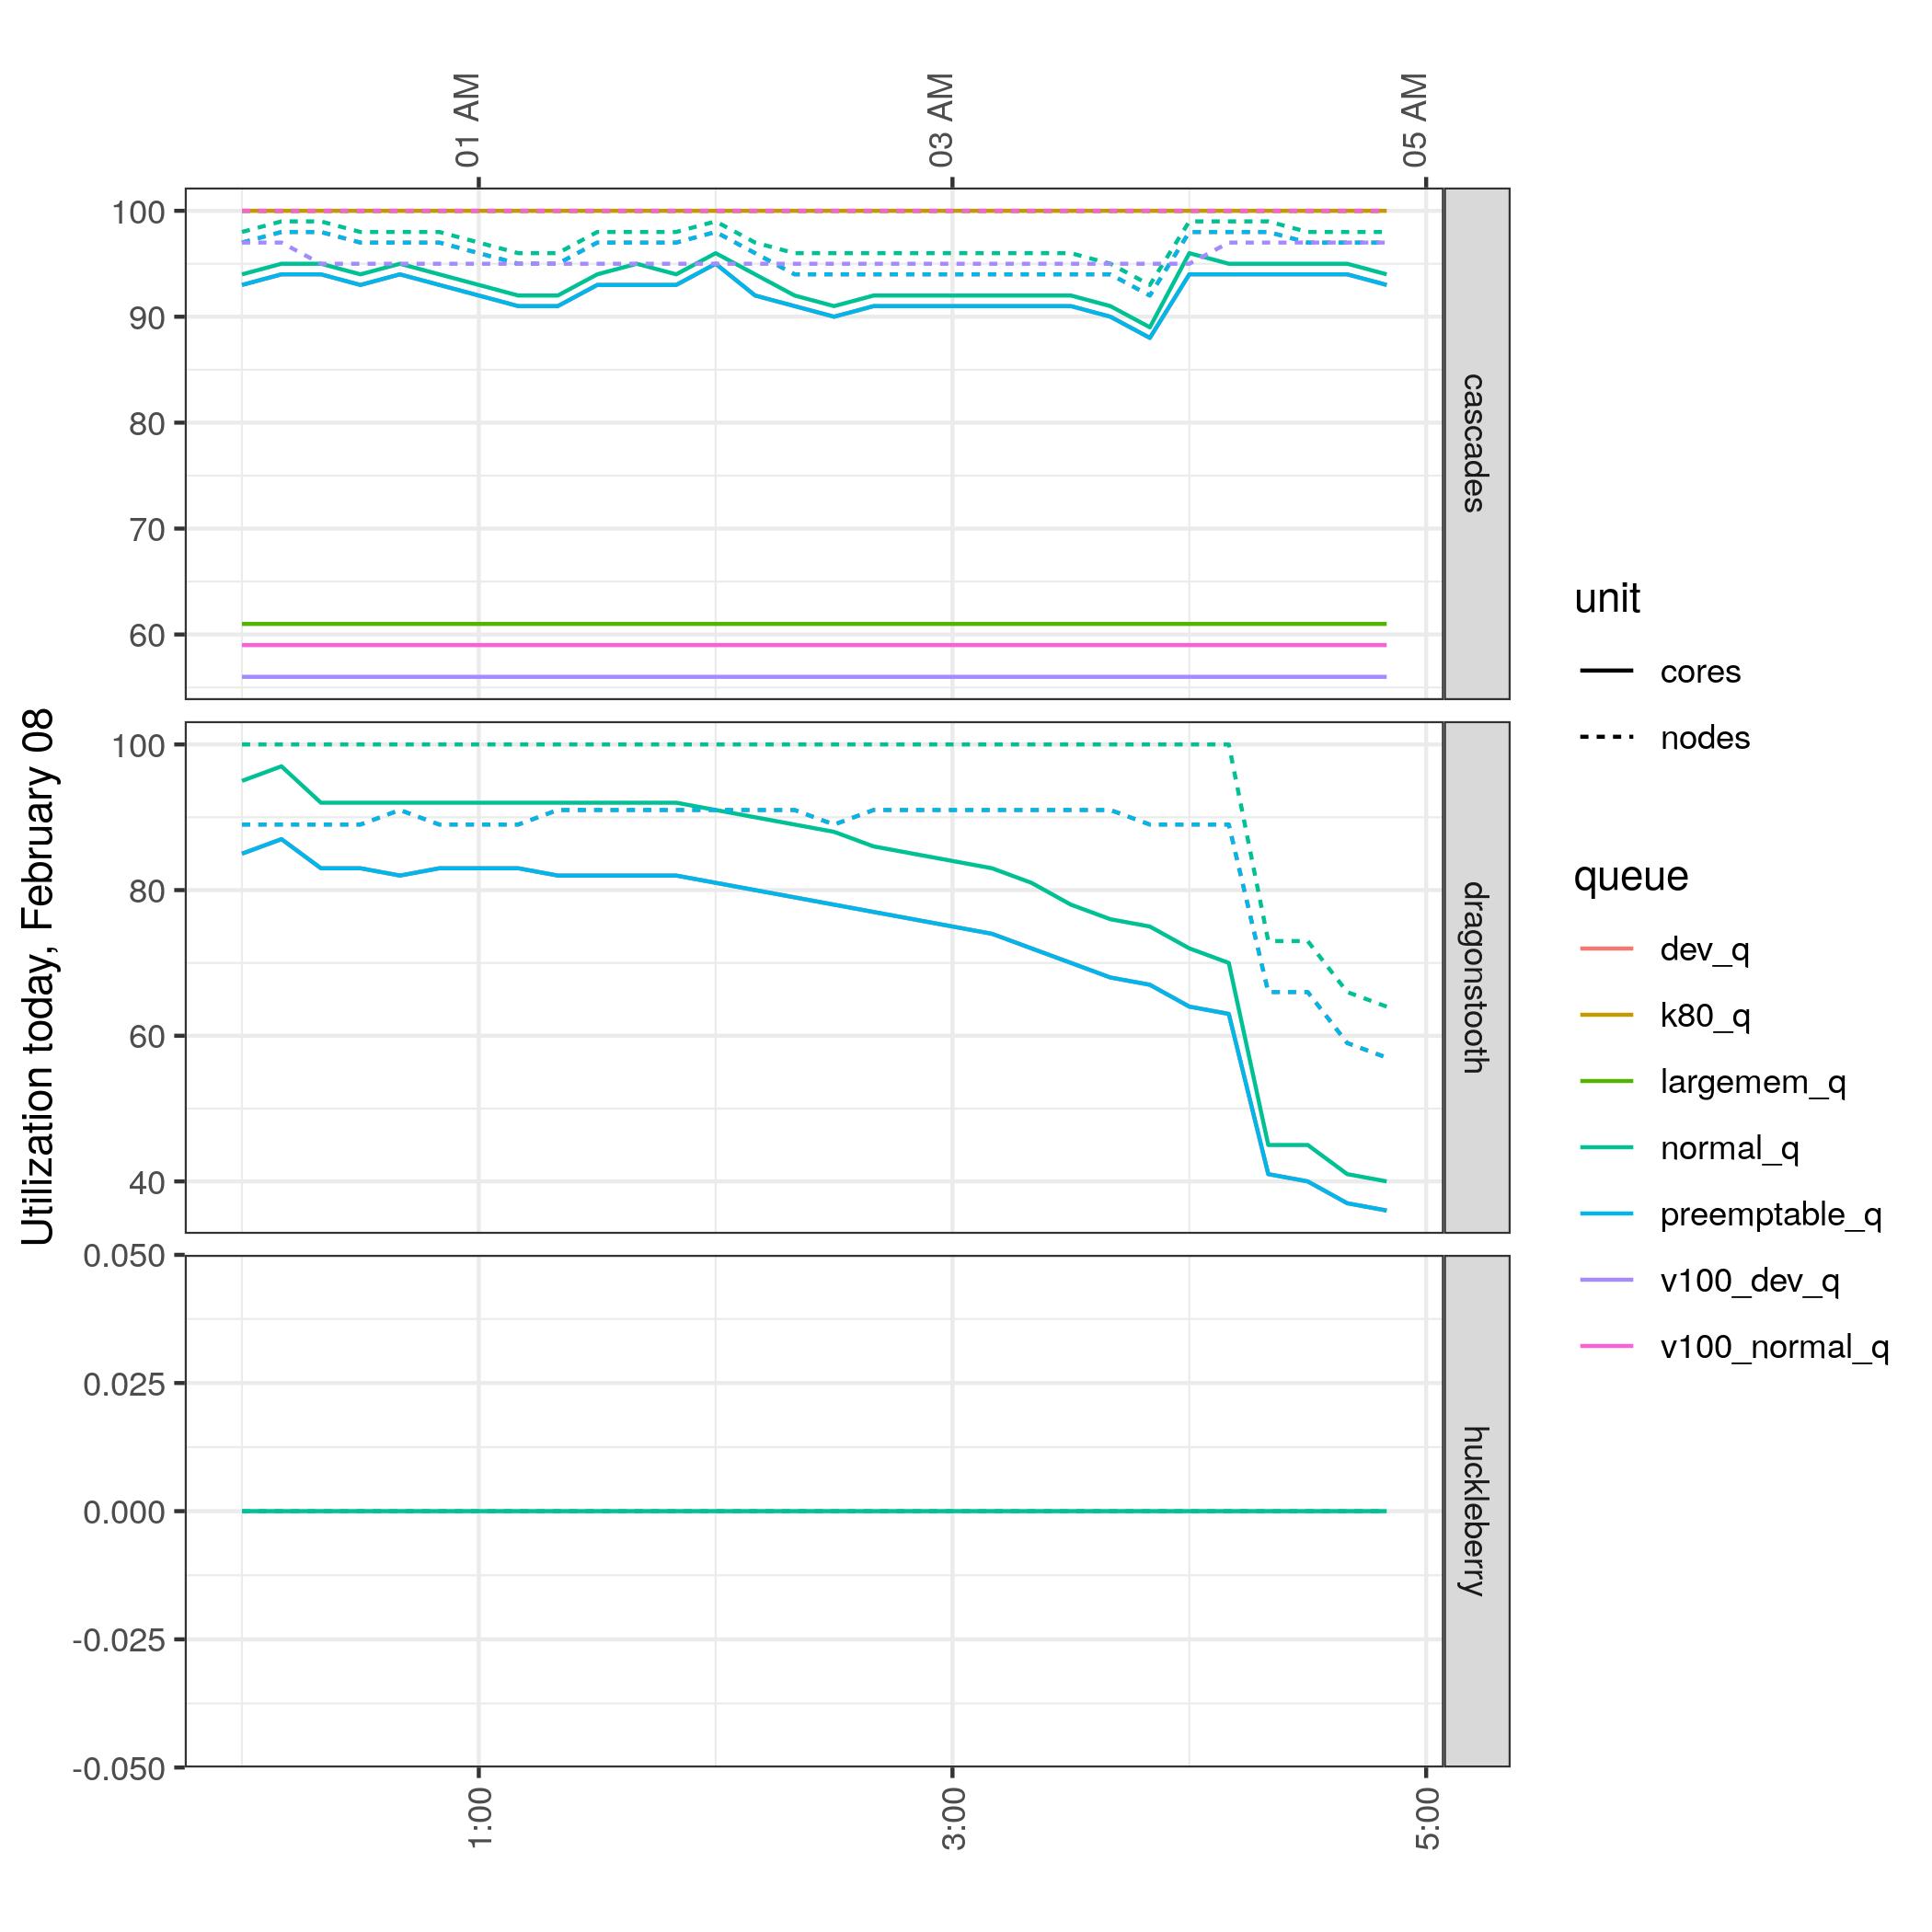 01 AM
03 AM
05 AM
Utilization today, February 08
100
90
80
70
60
cascades
100
80
60
40
dragonstooth
0.050
0.025
0.000
-0.025
-0.050
huckleberry
1:00
3:00
5:00
unit
cores
nodes
queue
dev_q
k80_q
largemem_q
normal_q
preemptable_q
v100_dev_q
v100_normal_q